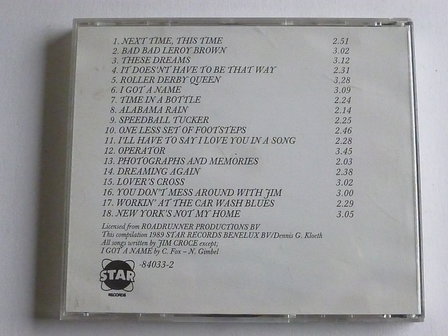 1. NEXT TIME, THIS TIME 2.51
2. BAD BAD LEROY BROWN 3.02
3. THESE DREAMS 3.12
4. IT DOES'NT HAVE TO BE THAT WAY 2.31
5. ROLLER DERBY QUEEN 3.28
6. I GOT A NAME 3.09
7. TIME IN A BOTTLE 2.24
8. ALABAMA RAIN 2.14
9. SPEEDBALL TUCKER 2.25
10. ONE LESS SET OF FOOTSTEPS 2.46
11. I'LL HAVE TO SAY I LOVE YOU IN A SONG 2.28
12. OPERATOR 3.45
13. PHOTOGRAPHS AND MEMORIES 2.03
14. DREAMING AGAIN 2.38
15. LOVER'S CROSS 3.02
16. YOU DON'T MESS AROUND WITH JIM 3.00
17. WORKIN' AT THE CAR WASH BLUES 2.29
18. NEW YORK'S NOT MY HOME 3.05
Licensed from ROADRUNNER PRODUCTIONS BV
This compilation 1989 STAR RECORDS BENELUX BV/Dennis G. Kloeth
All songs written by JIM CROCE except;
I GOT A NAME by C. Fox – N. Gimbel
STAR
RECORDS
-84033-2